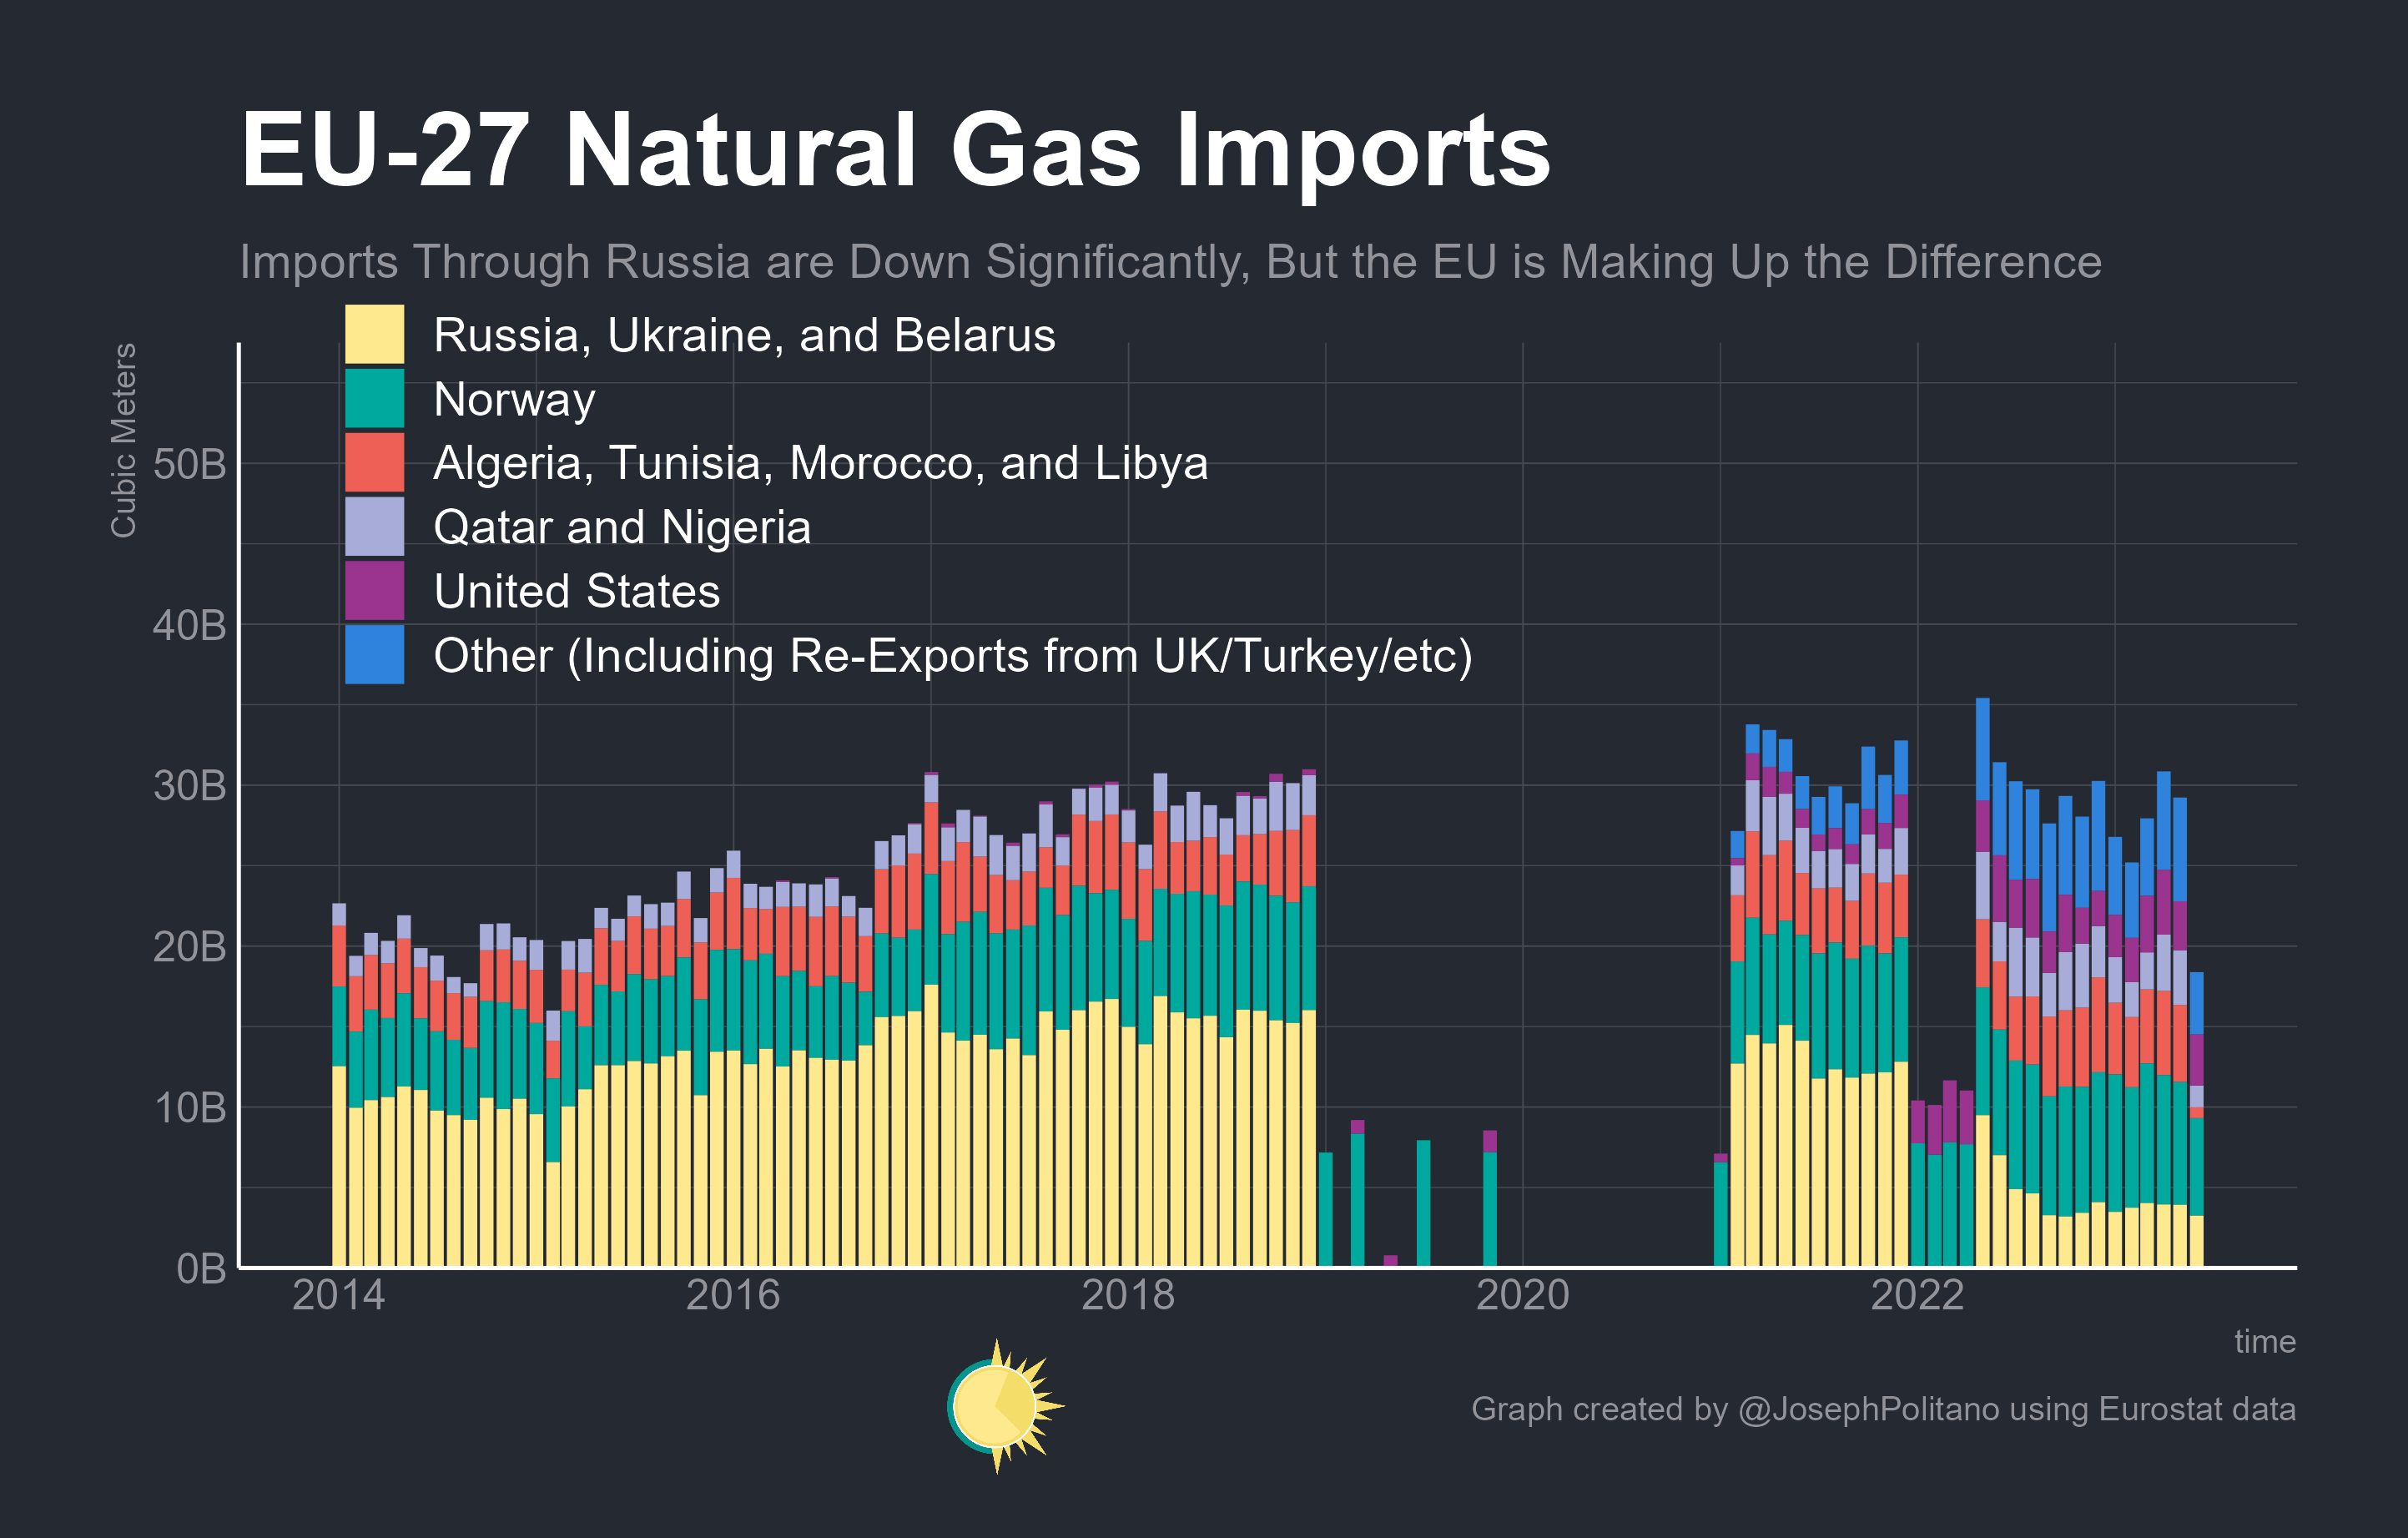 EU-27 Natural Gas Imports
Imports Through Russia are Down Significantly, But the EU is Making Up the Difference
Russia, Ukraine, and Belarus
Norway
Algeria, Tunisia, Morocco, and Libya
Qatar and Nigeria
United States
Other (Including Re-Exports from UK/Turkey/etc)
Cubic Meters
50B
40B
30B
20B
10B
0B
2014 2016 2018 2020 2022
time
Graph created by @JosephPolitano using Eurostat data